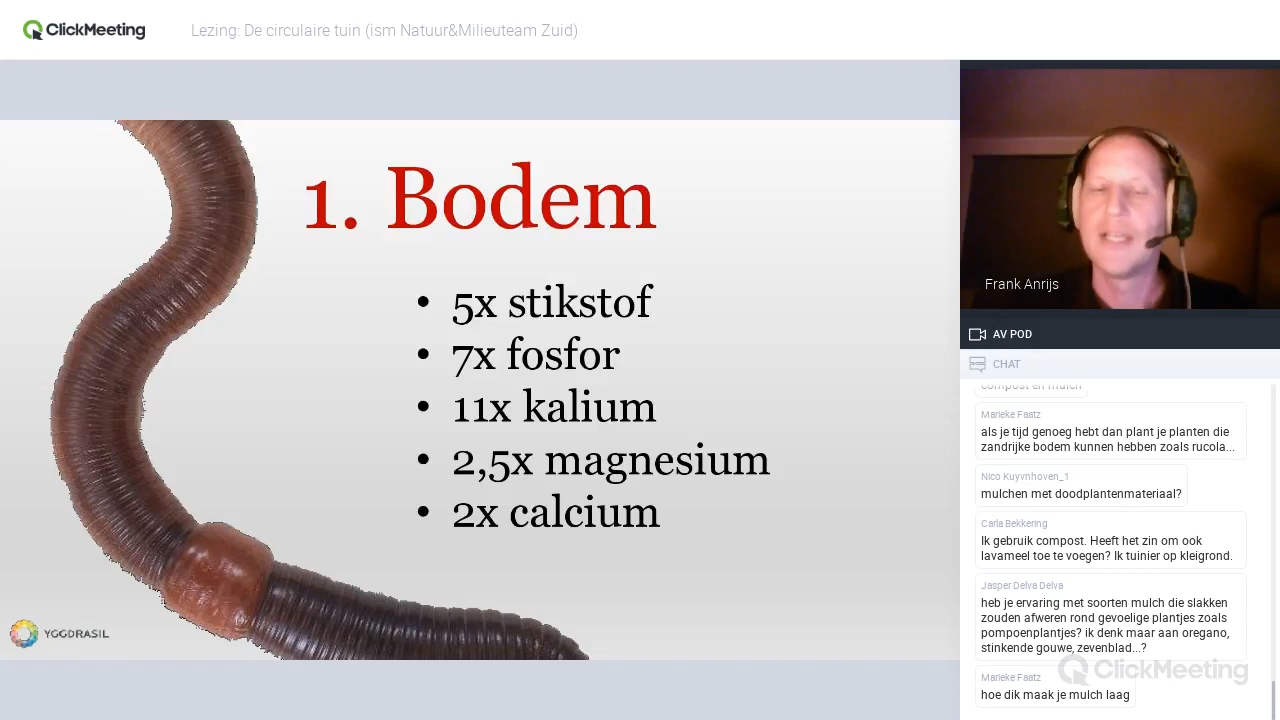 ClickMeeting
Lezing: De circulaire tuin (ism Natuur&Milieuteam Zuid)
1. Bodem
• 5x stikstof
• 7x fosfor
• 11x kalium
• 2,5x magnesium
• 2x calcium
YGGDRASIL
Frank Anrijs
AV POD
CHAT
compost en mulch
Marieke Faatz
als je tijd genoeg hebt dan plant je planten die
zandrijke bodem kunnen hebben zoals rucola...
Nico Kuyvnhoven_1
mulchen met doodplantenmateriaal?
Carla Bekkering
Ik gebruik compost. Heeft het zin om ook
lavameel toe te voegen? Ik tuinier op kleigrond.
Jasper Delva Delva
heb je ervaring met soorten mulch die slakken
zouden afweren rond gevoelige plantjes zoals
pompoenplantjes? ik denk maar aan oregano,
stinkende gouwe, zevenblad...?
Marieke Faatz
hoe dik maak je mulch laag
ClickMeeting